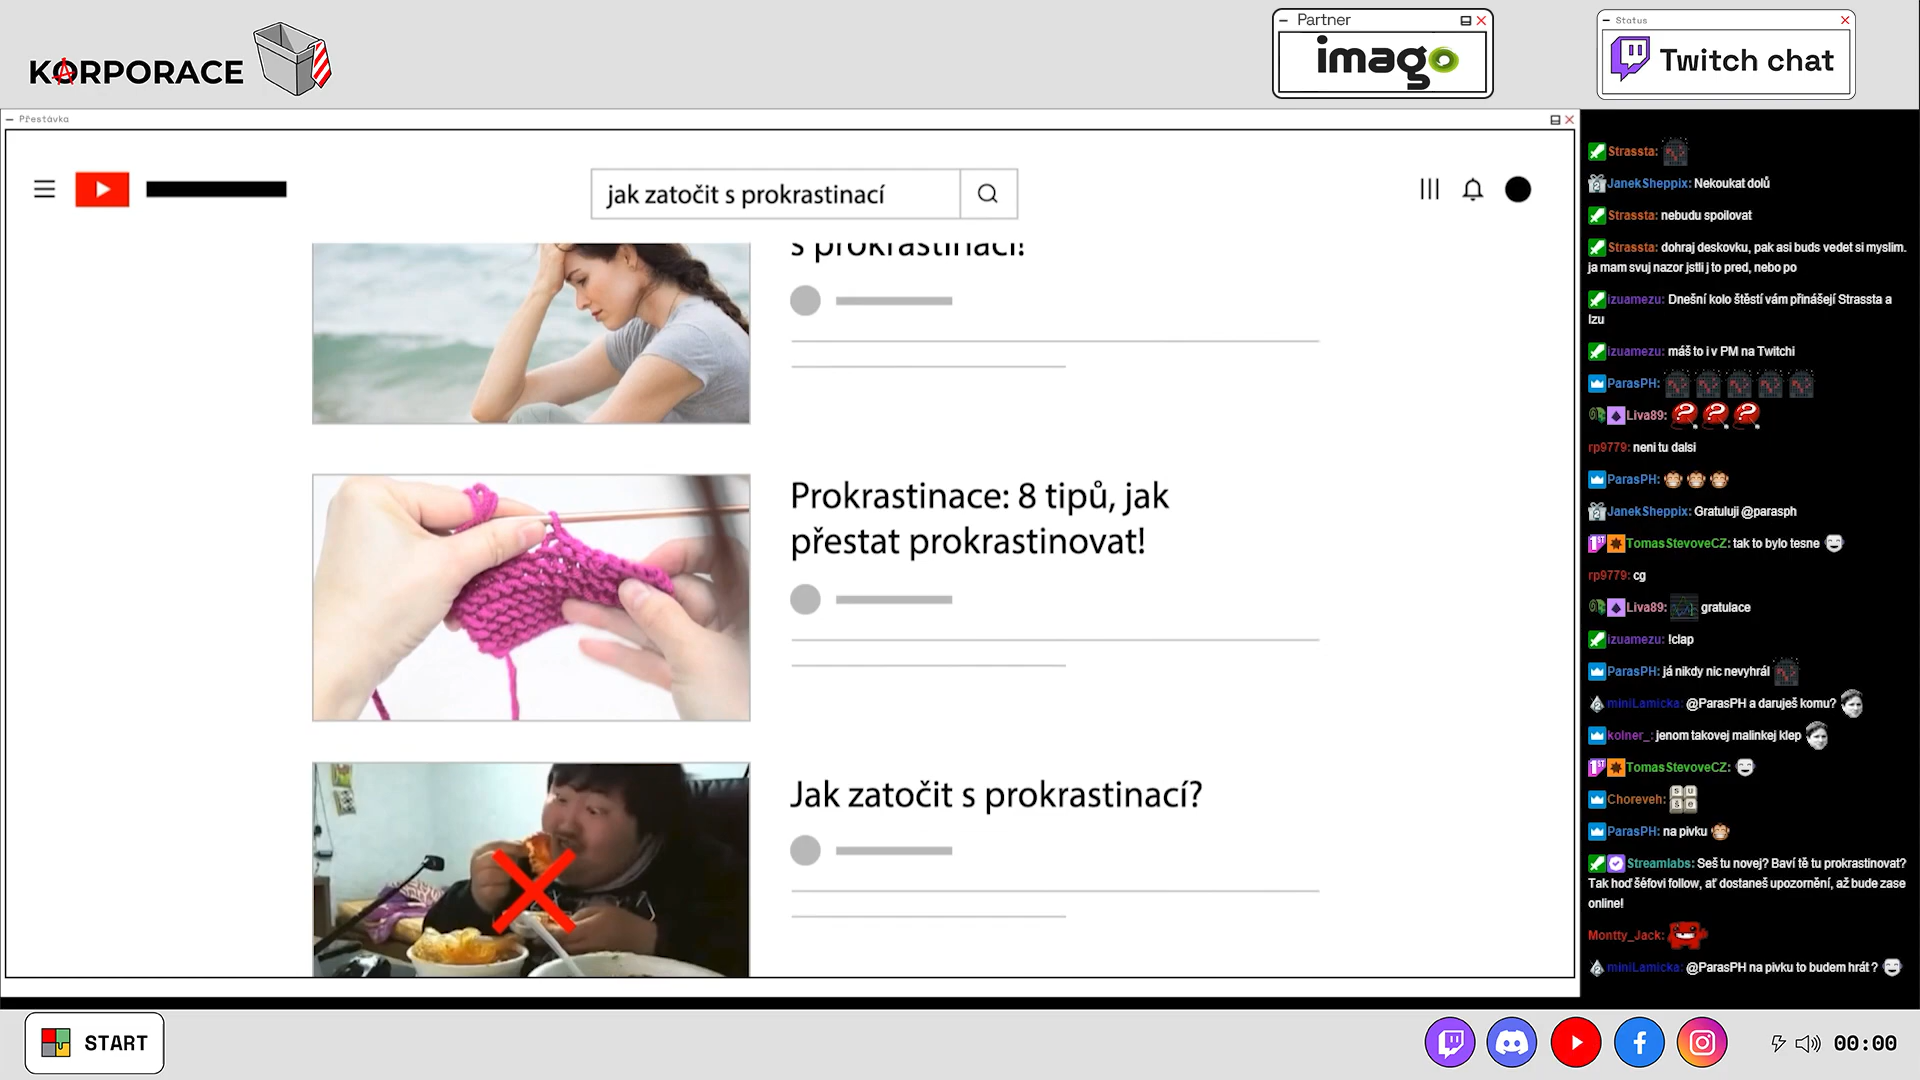 KORPORACE
Partner
imago
Status
Twitch chat
Přestávka
jak zatočit s prokrastinací
s prokrastinací!
Prokrastinace: 8 tipů, jak
přestat prokrastinovat!
Jak zatočit s prokrastinací?
Strassta:
JanekSheppix: Nekoukat dolů
Strassta: nebudu spoilovat
Strassta: dohraj deskovku, pak asi buds vedet si myslim.
ja mam svuj nazor jstli j to pred, nebo po
izuamezu: Dnešní kolo štěstí vám přinášejí Strassta a
Izu
izuamezu: máš to i v PM na Twitchi
ParasPH:
Liva89: ? ? ?
rp9779: neni tu dalsi
ParasPH:
JanekSheppix: Gratuluji @parasph
1ST TomasStevoveCZ: tak to bylo tesne
rp9779: cg
Liva89: gratulace
izuamezu: !clap
ParasPH: já nikdy nic nevyhrál
miniLamicka: @ParasPH a daruješ komu?
kolner_: jenom takovej malinkej klep
1ST TomasStevoveCZ:
Choreveh: S U Š E
ParasPH: na pivku
Streamlabs: Seš tu novej? Baví tě tu prokrastinovat?
Tak hoď šéfovi follow, ať dostaneš upozornění, až bude zase
online!
Montty_Jack:
miniLamicka: @ParasPH na pivku to budem hrát ?
START
00:00